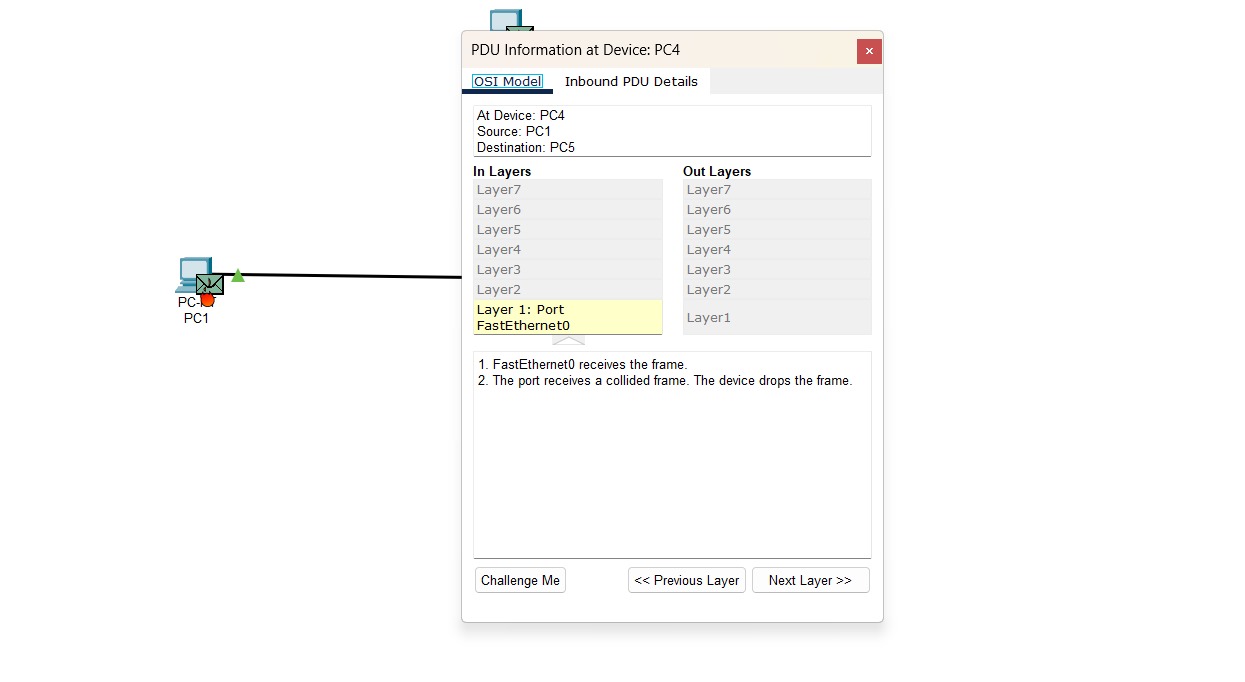 PDU Information at Device: PC4
OSI Model
Inbound PDU Details
At Device: PC4
Source: PC1
Destination: PC5
In Layers
Layer7
Layer6
Layer5
Layer4
Layer3
Layer2
Layer 1: Port
FastEthernet0
Out Layers
Layer7
Layer6
Layer5
Layer4
Layer3
Layer2
Layer1
1. FastEthernet0 receives the frame.
2. The port receives a collided frame. The device drops the frame.
Challenge Me
<< Previous Layer
Next Layer >>
PC1